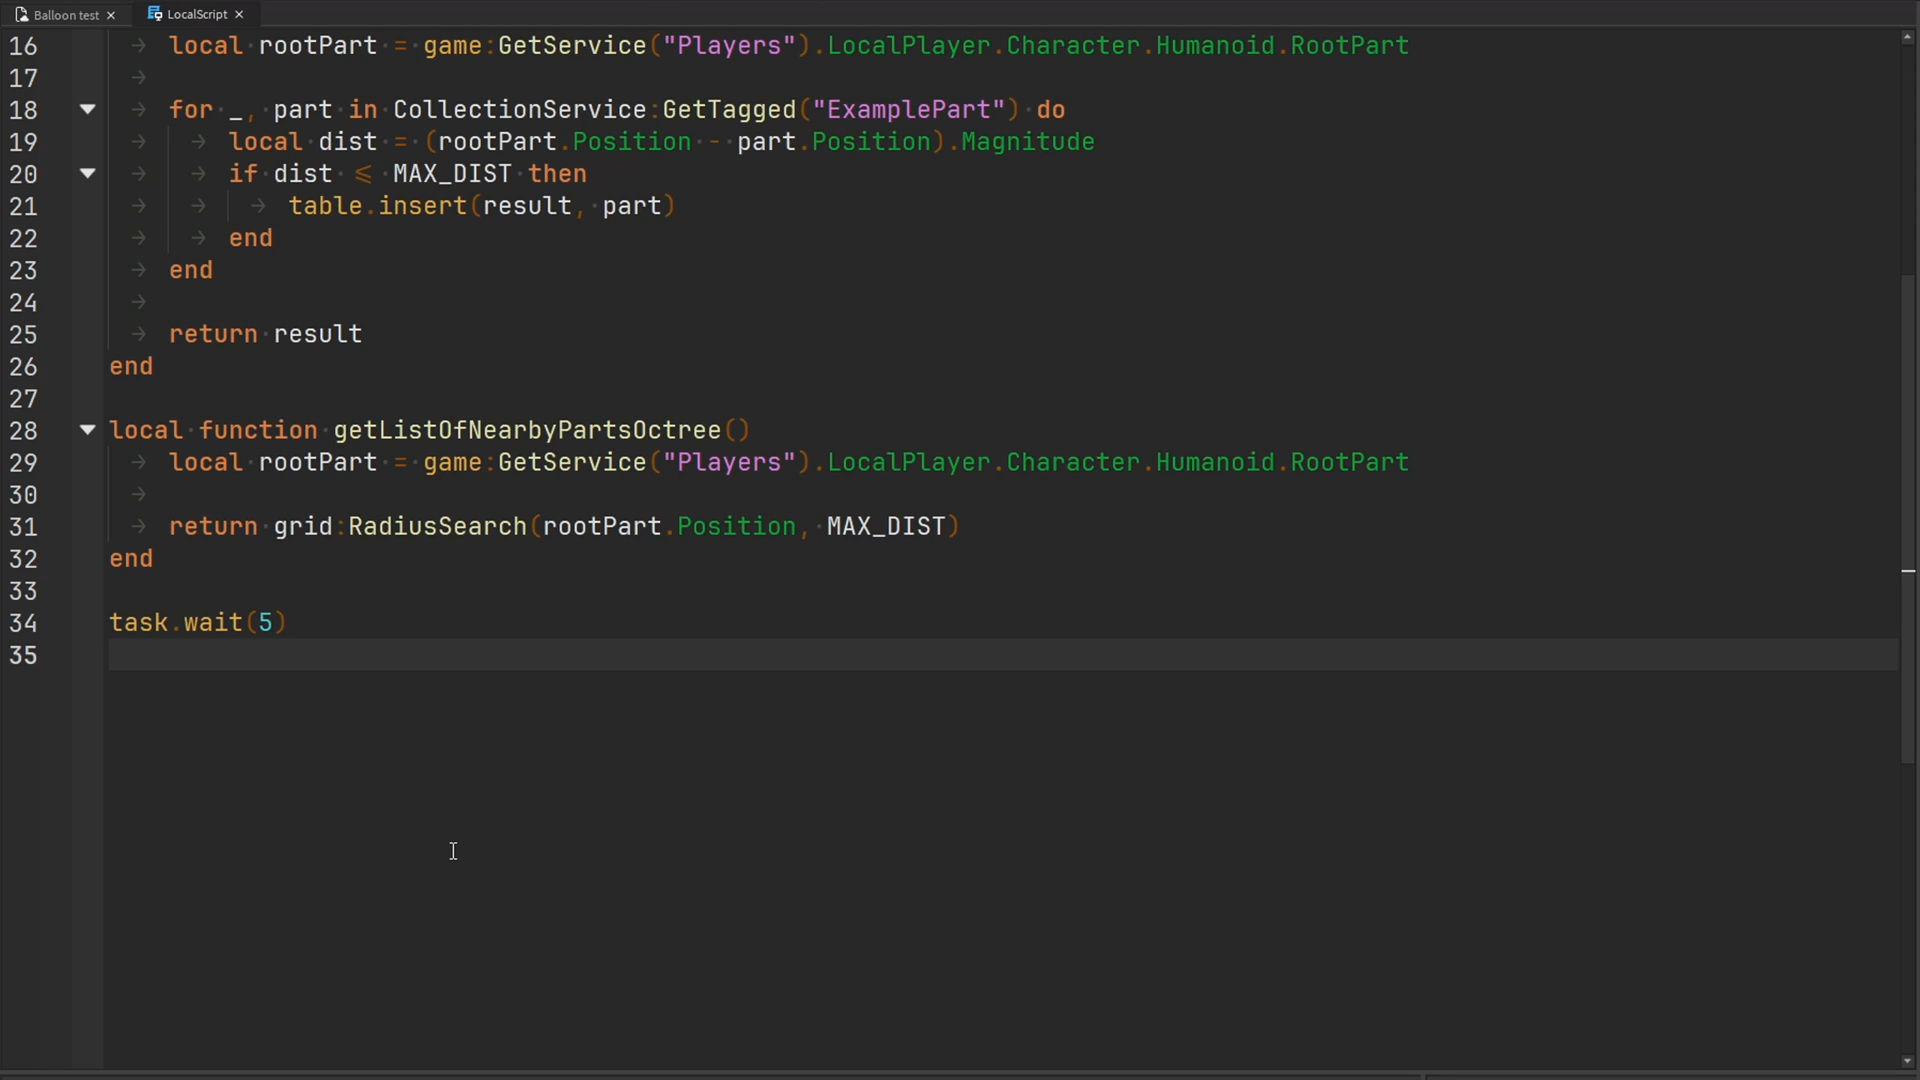 Balloon test
LocalScript
16 local rootPart = game:GetService("Players").LocalPlayer.Character.Humanoid.RootPart
17
18 for _, part in CollectionService:GetTagged("ExamplePart") do
19 local dist = (rootPart.Position - part.Position).Magnitude
20 if dist <= MAX_DIST then
21 table.insert(result, part)
22 end
23 end
24
25 return result
26 end
27
28 local function getListOfNearbyPartsOctree()
29 local rootPart = game:GetService("Players").LocalPlayer.Character.Humanoid.RootPart
30
31 return grid:RadiusSearch(rootPart.Position, MAX_DIST)
32 end
33
34 task.wait(5)
35